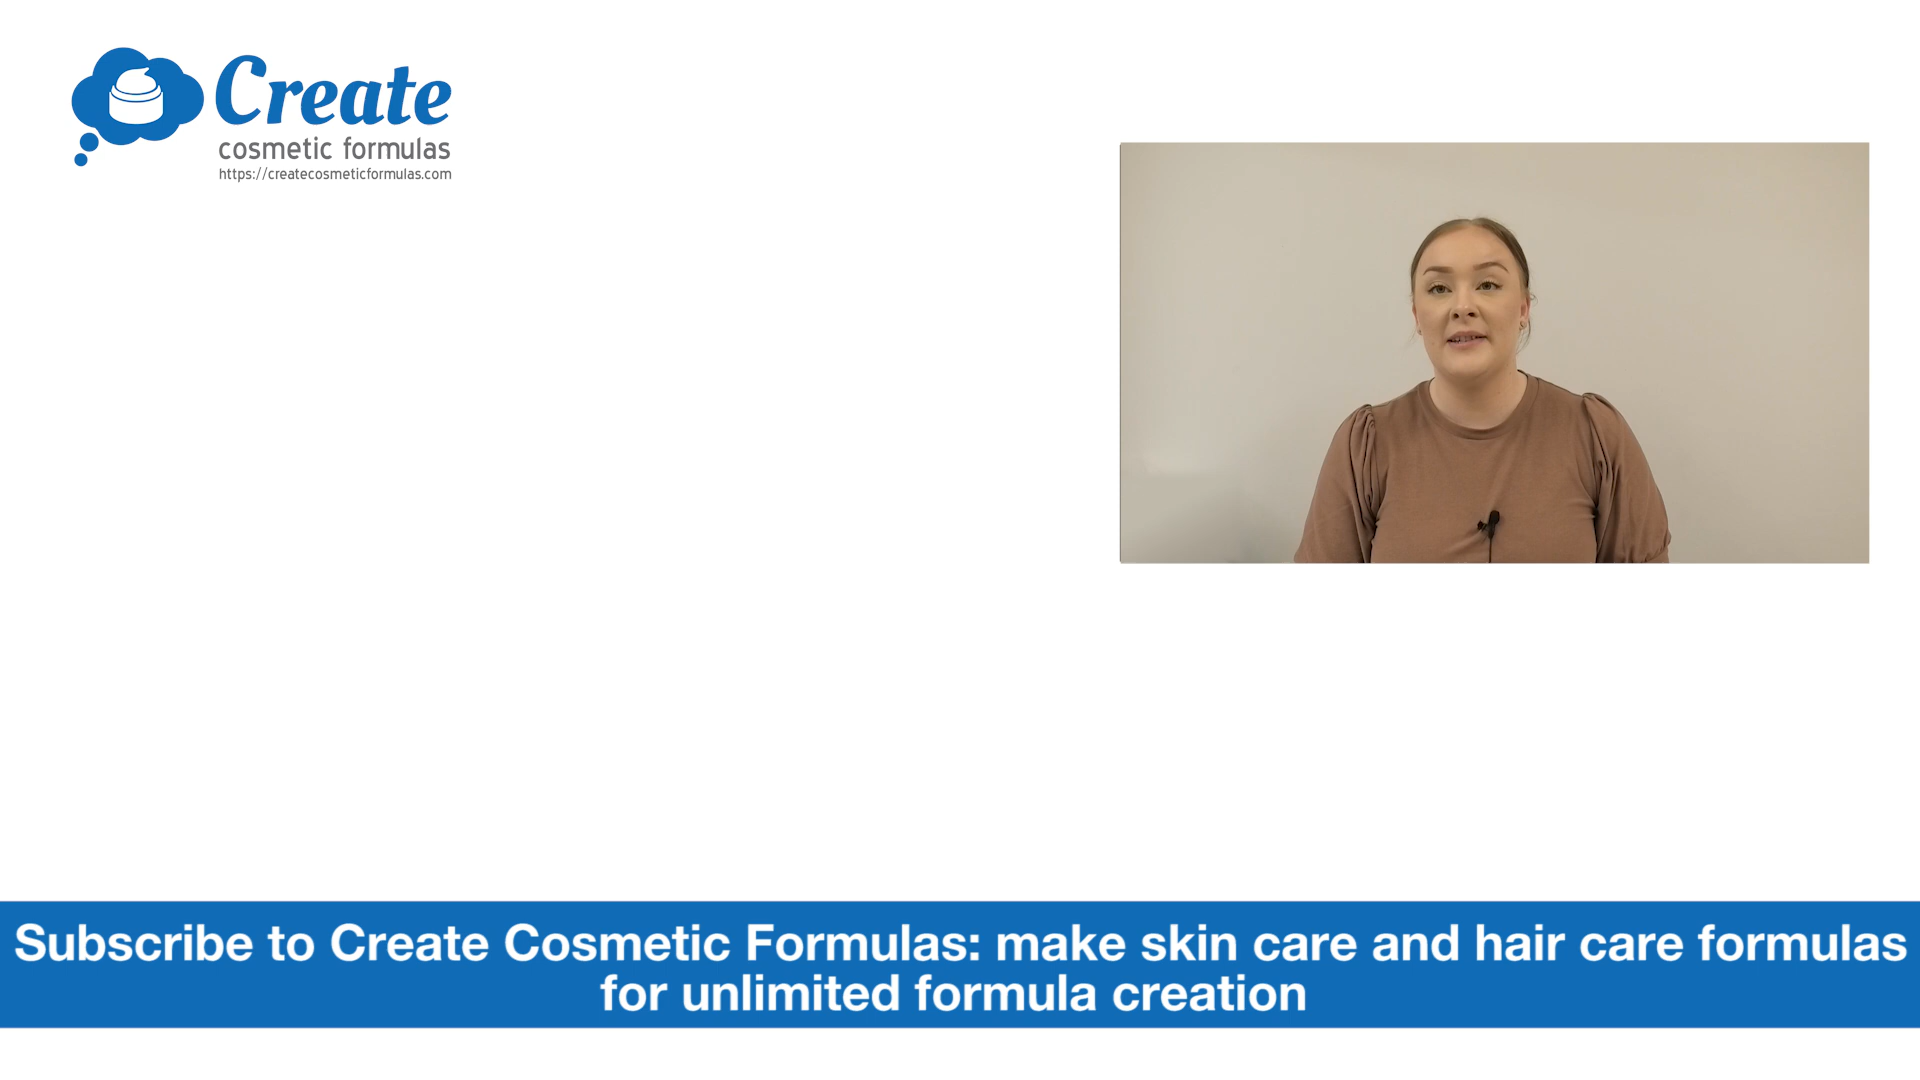 Create
cosmetic formulas
https://createcosmeticformulas.com
Subscribe to Create Cosmetic Formulas: make skin care and hair care formulas
for unlimited formula creation